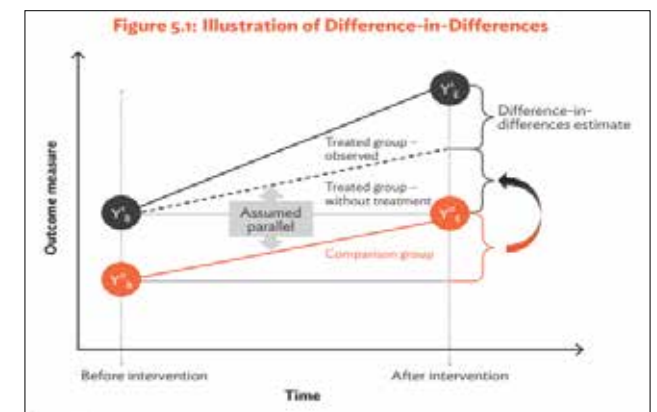 Figure 5.1: Illustration of Difference-in-Differences
Outcome measure
Difference-in-
differences estimate
Treated group –
observed
Treated group –
without treatment
Assumed
parallel
Comparison group
Before intervention
After intervention
Time